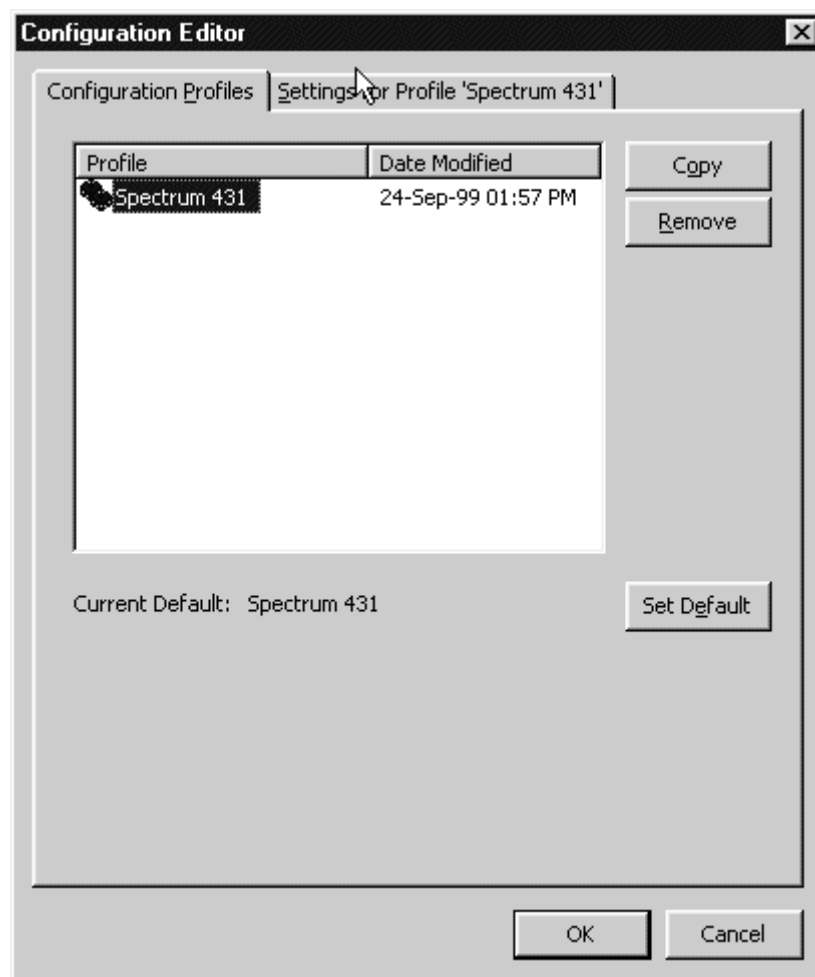 Configuration Editor
Configuration Profiles
Settings for Profile 'Spectrum 431'
Profile Date Modified
Spectrum 431 24-Sep-99 01:57 PM
Copy
Remove
Current Default: Spectrum 431
Set Default
OK Cancel